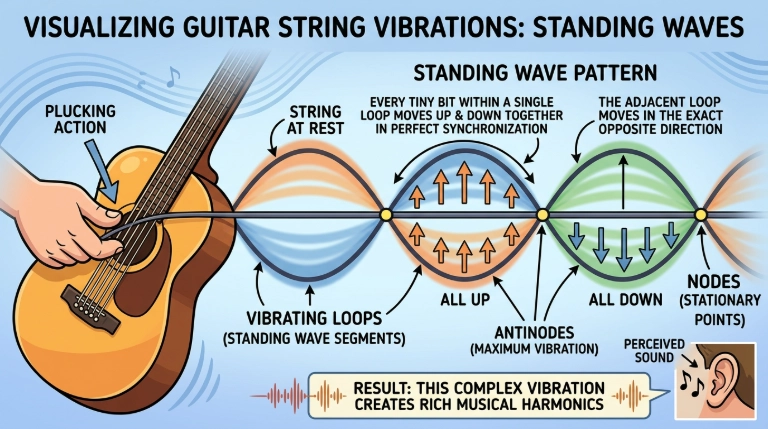 VISUALIZING GUITAR STRING VIBRATIONS: STANDING WAVES
STANDING WAVE PATTERN
PLUCKING
ACTION
STRING
AT REST
EVERY TINY BIT WITHIN A SINGLE
LOOP MOVES UP & DOWN TOGETHER
IN PERFECT SYNCHRONIZATION
THE ADJACENT LOOP
MOVES IN THE EXACT
OPPOSITE DIRECTION
VIBRATING LOOPS
(STANDING WAVE SEGMENTS)
ALL UP
ANTINODES
(MAXIMUM VIBRATION)
ALL DOWN
NODES
(STATIONARY
POINTS)
PERCEIVED
SOUND
RESULT: THIS COMPLEX VIBRATION
CREATES RICH MUSICAL HARMONICS